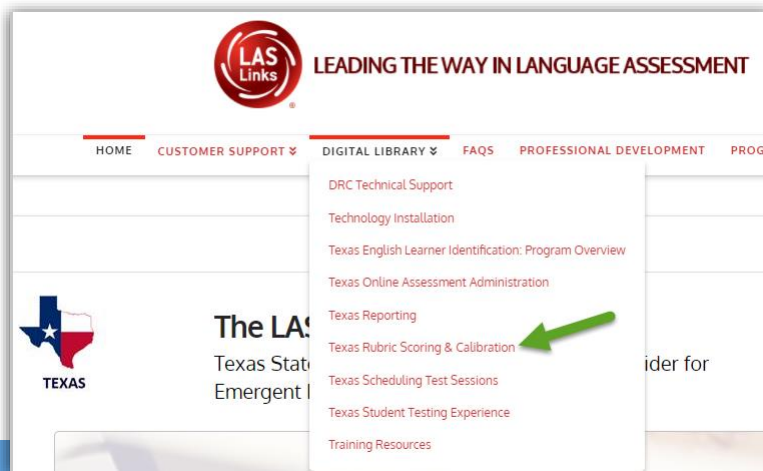 LAS
Links
®
LEADING THE WAY IN LANGUAGE ASSESSMENT
HOME CUSTOMER SUPPORT DIGITAL LIBRARY FAQS PROFESSIONAL DEVELOPMENT PROG
DRC Technical Support
Technology Installation
Texas English Learner Identification: Program Overview
Texas Online Assessment Administration
Texas Reporting
Texas Rubric Scoring & Calibration
Texas Scheduling Test Sessions
Texas Student Testing Experience
Training Resources
TEXAS
The LAS
Texas State ider for
Emergent